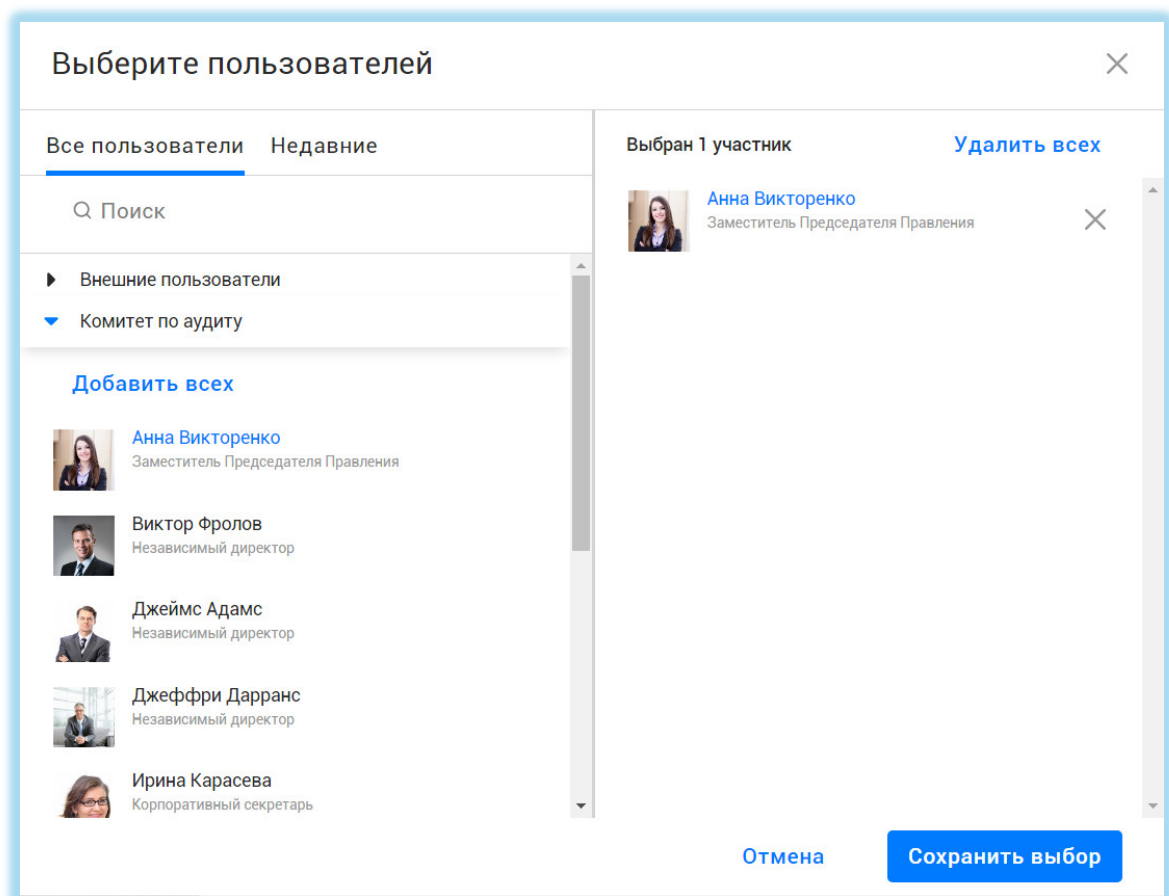 Выберите пользователей
Все пользователи Недавние
Поиск
Внешние пользователи
Комитет по аудиту
Добавить всех
Анна Викторенко
Заместитель Председателя Правления
Виктор Фролов
Независимый директор
Джеймс Адамс
Независимый директор
Джеффри Дарранс
Независимый директор
Ирина Карасева
Корпоративный секретарь
Выбран 1 участник Удалить всех
Анна Викторенко
Заместитель Председателя Правления
Отмена Сохранить выбор